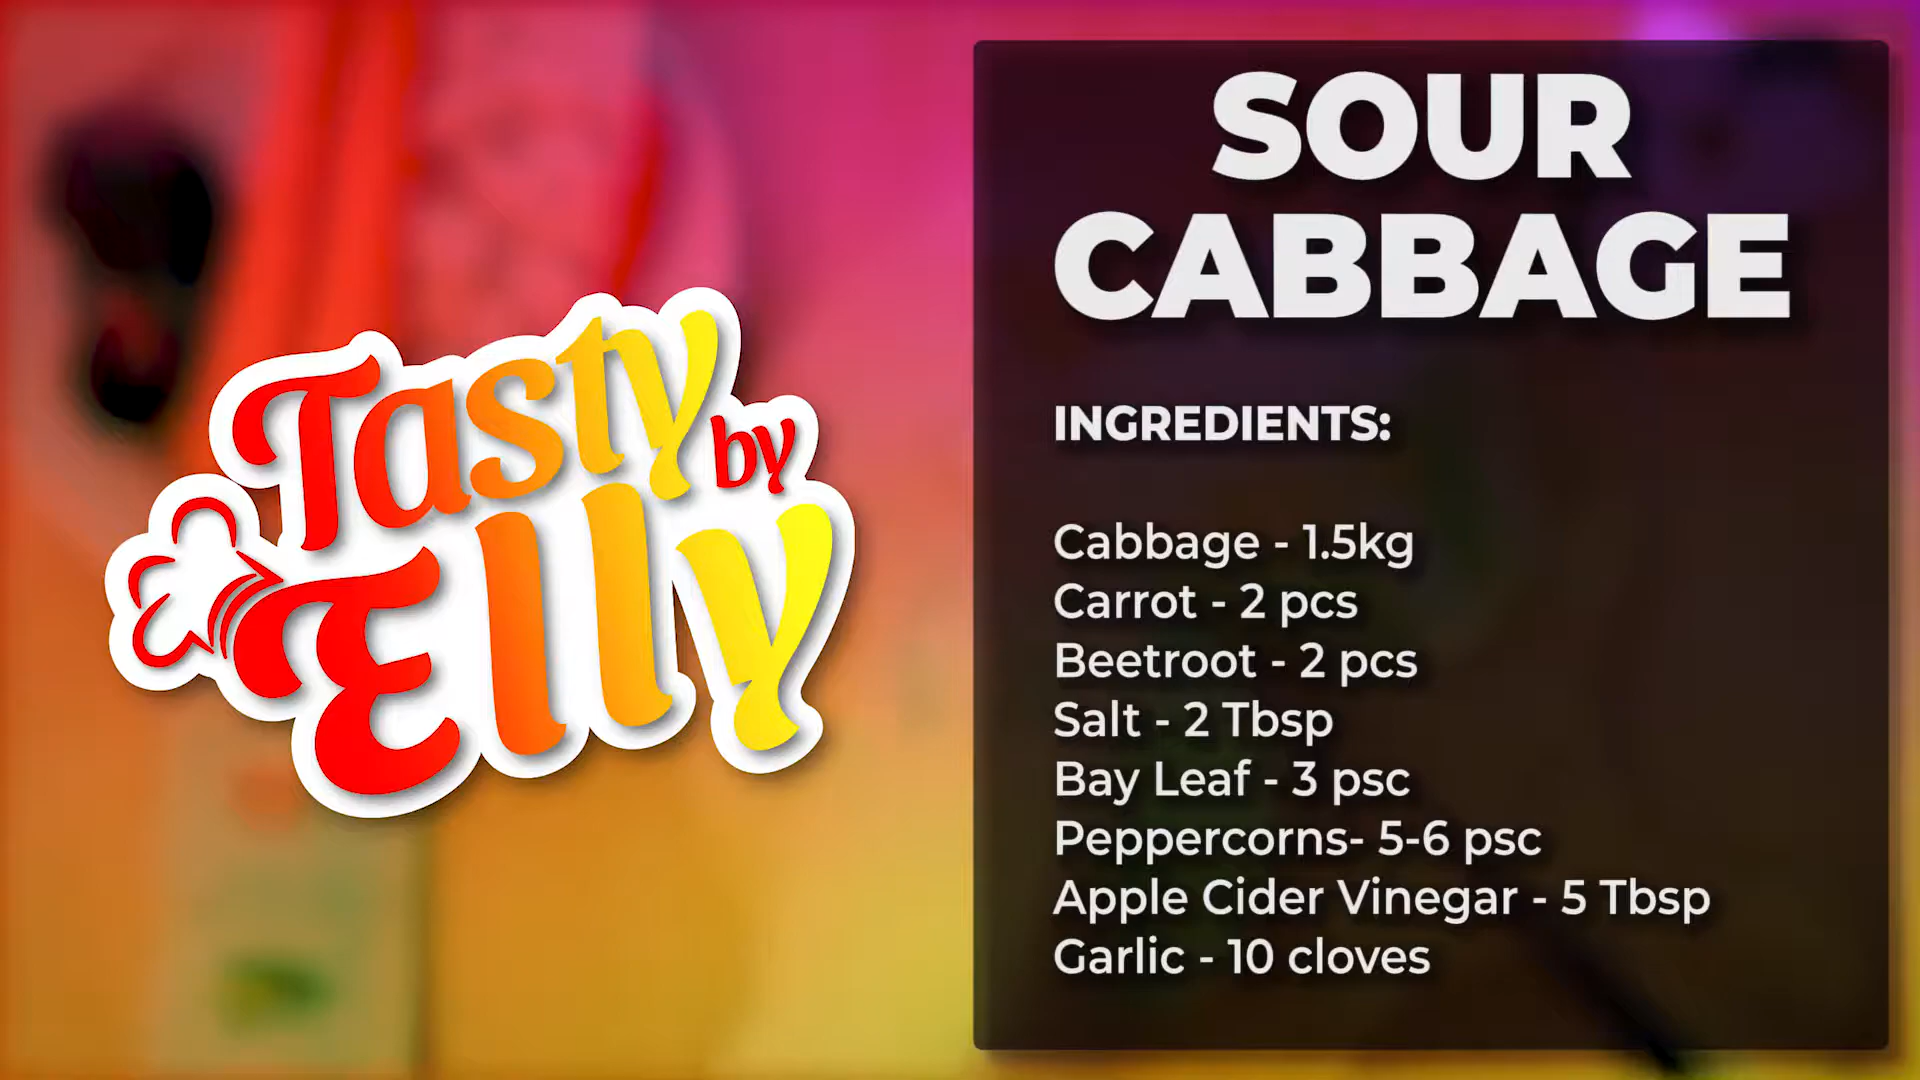 Tasty by
Elly
SOUR
CABBAGE
INGREDIENTS:
Cabbage - 1.5kg
Carrot - 2 pcs
Beetroot - 2 pcs
Salt - 2 Tbsp
Bay Leaf - 3 psc
Peppercorns- 5-6 psc
Apple Cider Vinegar - 5 Tbsp
Garlic - 10 cloves